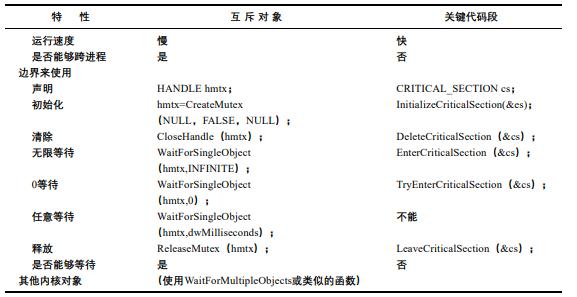 特 性 互 斥 对 象 关键代码段
运行速度 慢 快
是否能够跨进程 是 否
边界来使用
声明 HANDLE hmtx； CRITICAL_SECTION cs；
初始化 hmtx=CreateMutex InitializeCriticalSection(&es)；
（NULL，FALSE，NULL）；
清除 CloseHandle（hmtx）； DeleteCriticalSection（&cs）；
无限等待 WaitForSingleObject EnterCriticalSection（&cs）；
（hmtx,INFINITE）；
0等待 WaitForSingleObject TryEnterCriticalSection（&cs）；
（hmtx,0）；
任意等待 WaitForSingleObject 不能
（hmtx,dwMilliseconds）；
释放 ReleaseMutex（hmtx）； LeaveCriticalSection（&cs）；
是否能够等待 是 否
其他内核对象 （使用WaitForMultipleObjects或类似的函数）